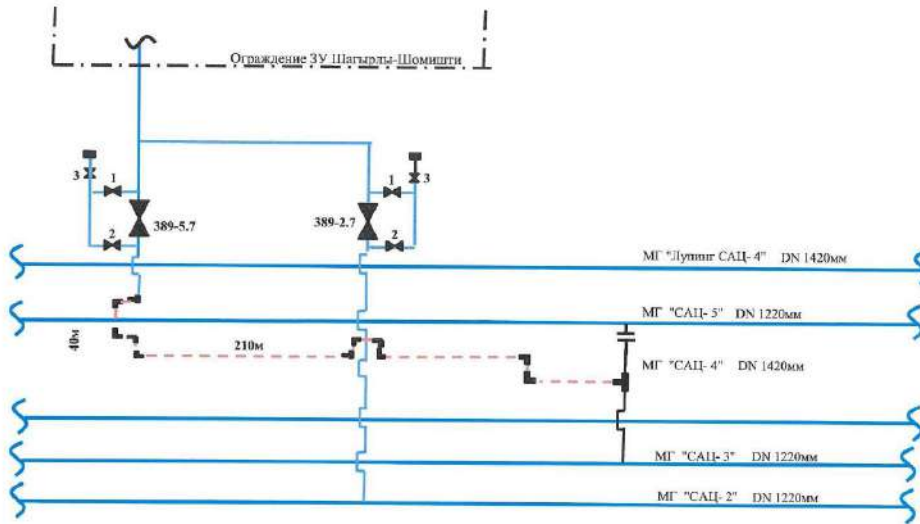 Ограждение ЗУ Шагырлы-Шомишти
3 1 1 3
389-5.7 389-2.7
2 2
МГ "Лупинг САЦ- 4" DN 1420мм
МГ "САЦ- 5" DN 1220мм
40м
210м
МГ "САЦ- 4" DN 1420мм
МГ "САЦ- 3" DN 1220мм
МГ "САЦ- 2" DN 1220мм